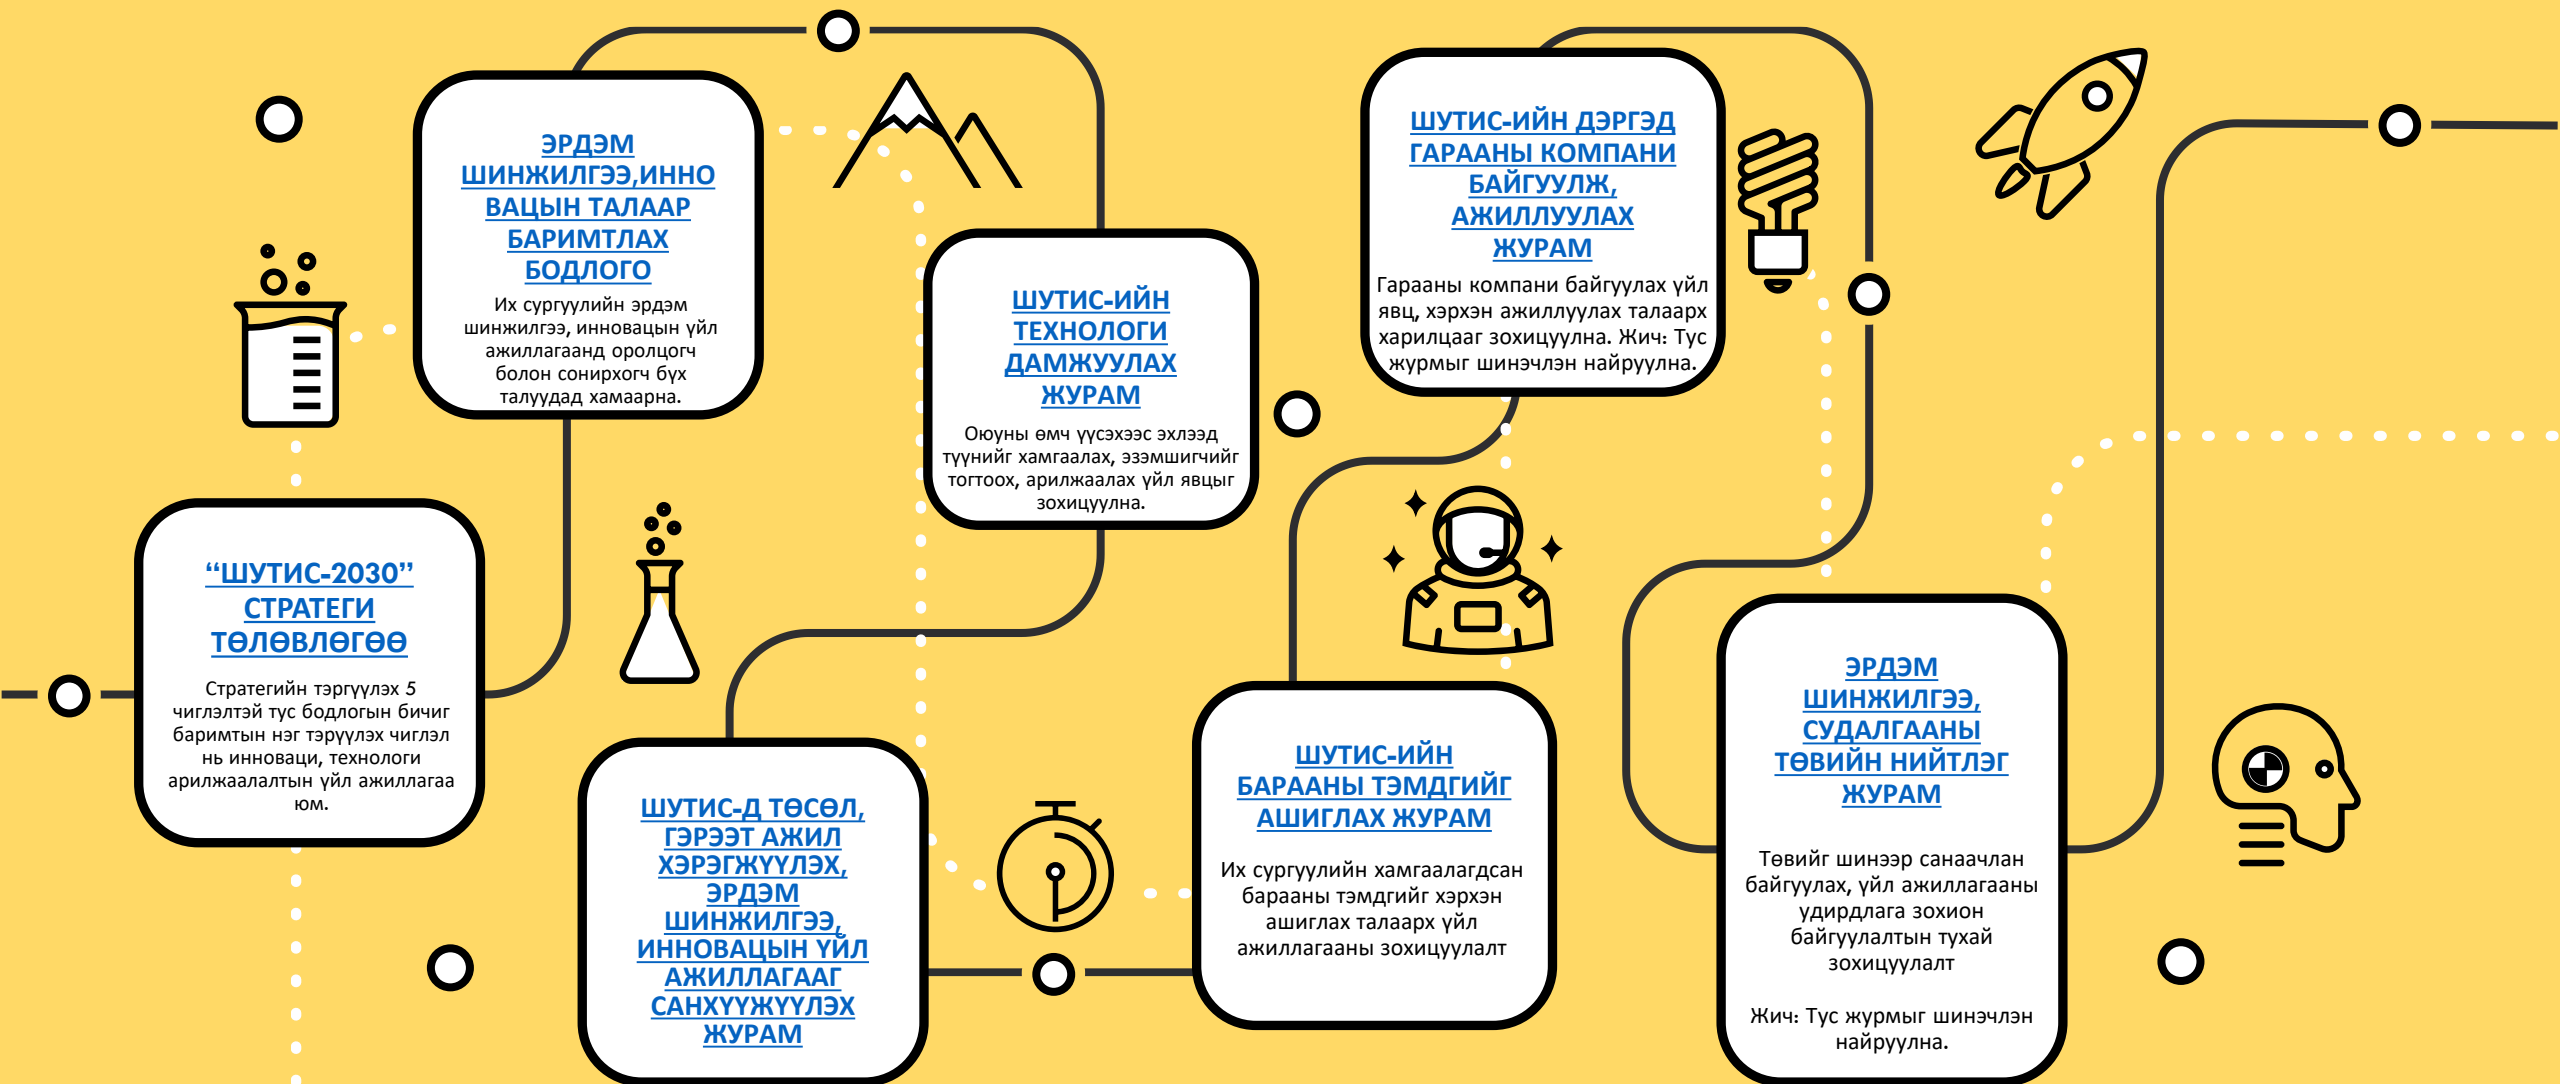 “ШУТИС-2030”
СТРАТЕГИ
ТӨЛӨВЛӨГӨӨ
Стратегийн тэргүүлэх 5
чиглэлтэй тус бодлогын бичиг
баримтын нэг тэрүүлэх чиглэл
нь инноваци, технологи
арилжаалалтын үйл ажиллагаа
юм.
ЭРДЭМ
ШИНЖИЛГЭЭ,ИННО
ВАЦЫН ТАЛААР
БАРИМТЛАХ
БОДЛОГО
Их сургуулийн эрдэм
шинжилгээ, инновацын үйл
ажиллагаанд оролцогч
болон сонирхогч бүх
талуудад хамаарна.
ШУТИС-ИЙН
ТЕХНОЛОГИ
ДАМЖУУЛАХ
ЖУРАМ
Оюуны өмч үүсэхээс эхлээд
түүнийг хамгаалах, эзэмшигчийг
тогтоох, арилжаалах үйл явцыг
зохицуулна.
ШУТИС-Д ТӨСӨЛ,
ГЭРЭЭТ АЖИЛ
ХЭРЭГЖҮҮЛЭХ,
ЭРДЭМ
ШИНЖИЛГЭЭ,
ИННОВАЦЫН ҮЙЛ
АЖИЛЛАГААГ
САНХҮҮЖҮҮЛЭХ
ЖУРАМ
ШУТИС-ИЙН
БАРААНЫ ТЭМДГИЙГ
АШИГЛАХ ЖУРАМ
Их сургуулийн хамгаалагдсан
барааны тэмдгийг хэрхэн
ашиглах талаарх үйл
ажиллагааны зохицуулалт
ШУТИС-ИЙН ДЭРГЭД
ГАРААНЫ КОМПАНИ
БАЙГУУЛЖ,
АЖИЛЛУУЛАХ
ЖУРАМ
Гарааны компани байгуулах үйл
явц, хэрхэн ажиллуулах талаарх
харилцааг зохицуулна. Жич: Тус
журмыг шинэчлэн найруулна.
ЭРДЭМ
ШИНЖИЛГЭЭ,
СУДАЛГААНЫ
ТӨВИЙН НИЙТЛЭГ
ЖУРАМ
Төвийг шинээр санаачлан
байгуулах, үйл ажиллагааны
удирдлага зохион
байгуулалтын тухай
зохицуулалт
Жич: Тус журмыг шинэчлэн
найруулна.